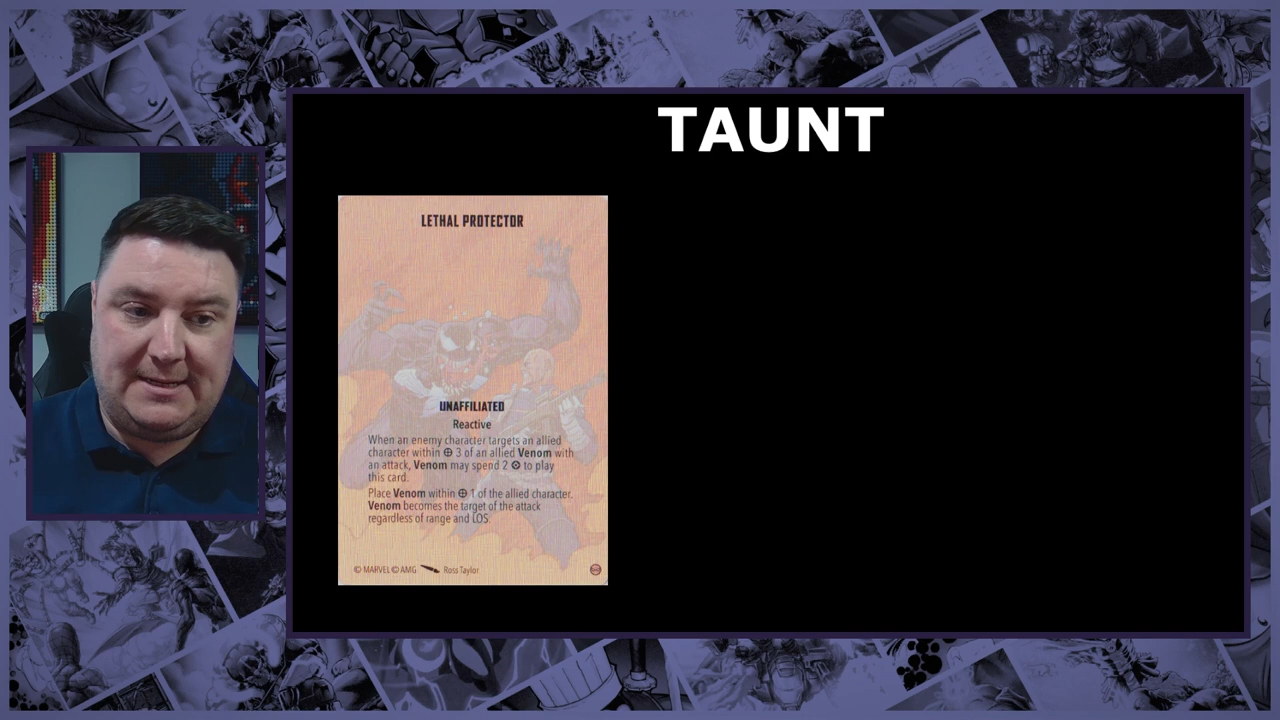 TAUNT
LETHAL PROTECTOR
UNAFFILIATED
Reactive
When an enemy character targets an allied
character within 3 of an allied Venom with
an attack, Venom may spend 2 to play
this card.
Place Venom within 1 of the allied character.
Venom becomes the target of the attack
regardless of range and LOS.
© MARVEL © AMG Ross Taylor